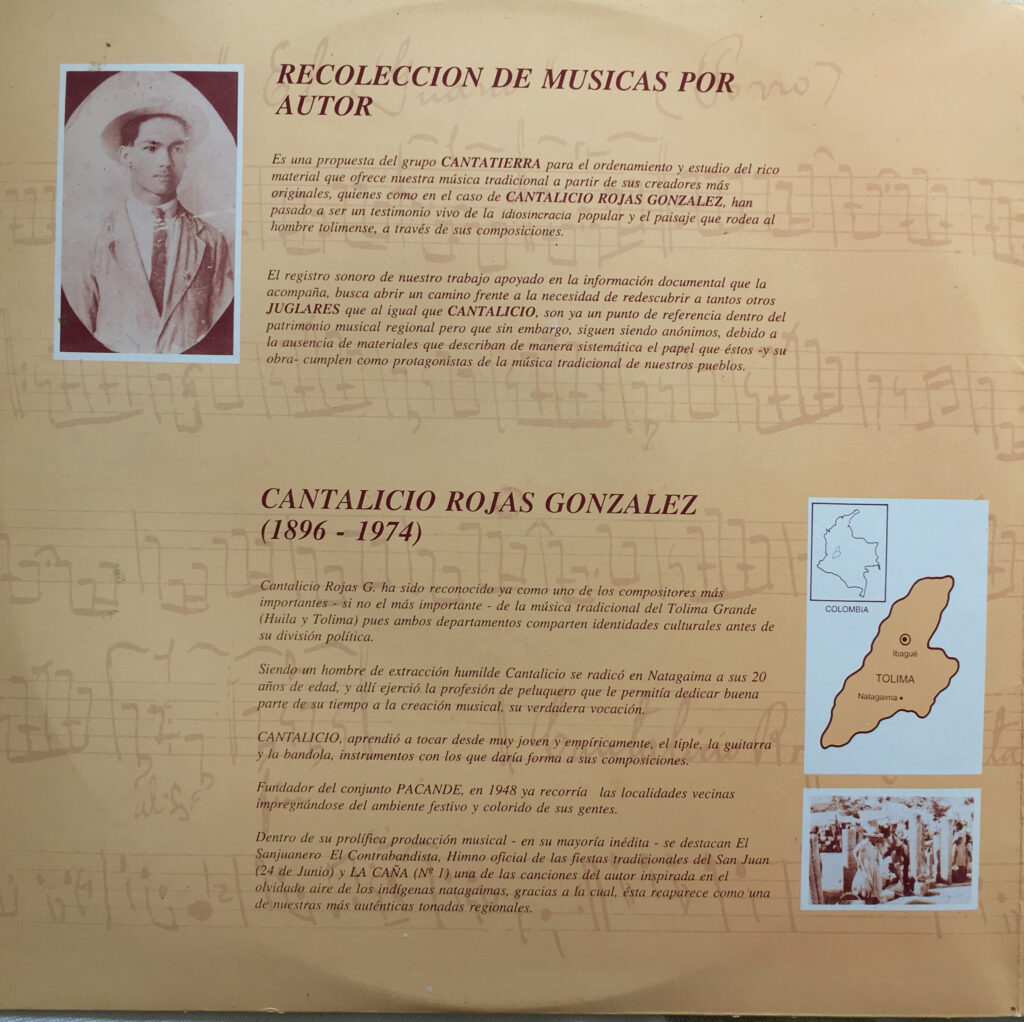 RECOLECCION DE MUSICAS POR
AUTOR
Es una propuesta del grupo CANTATIERRA para el ordenamiento y estudio del rico
material que ofrece nuestra música tradicional a partir de sus creadores más
originales, quienes como en el caso de CANTALICIO ROJAS GONZALEZ, han
pasado a ser un testimonio vivo de la idiosincracia popular y el paisaje que rodea al
hombre tolimense, a través de sus composiciones.
El registro sonoro de nuestro trabajo apoyado en la información documental que la
acompaña, busca abrir un camino frente a la necesidad de redescubrir a tantos otros
JUGLARES que al igual que CANTALICIO, son ya un punto de referencia dentro del
patrimonio musical regional pero que sin embargo, siguen siendo anónimos, debido a
la ausencia de materiales que describan de manera sistemática el papel que éstos -y su
obra- cumplen como protagonistas de la música tradicional de nuestros pueblos.
CANTALICIO ROJAS GONZALEZ
(1896 - 1974)
Cantalicio Rojas G. ha sido reconocido ya como uno de los compositores más
importantes - si no el más importante - de la música tradicional del Tolima Grande
(Huila y Tolima) pues ambos departamentos comparten identidades culturales antes de
su división política.
Siendo un hombre de extracción humilde Cantalicio se radicó en Natagaima a sus 20
años de edad, y allí ejerció la profesión de peluquero que le permitía dedicar buena
parte de su tiempo a la creación musical, su verdadera vocación.
CANTALICIO, aprendió a tocar desde muy joven y empíricamente, el tiple, la guitarra
y la bandola, instrumentos con los que daría forma a sus composiciones.
Fundador del conjunto PACANDE, en 1948 ya recorría las localidades vecinas
impregnándose del ambiente festivo y colorido de sus gentes.
Dentro de su prolífica producción musical - en su mayoría inédita - se destacan El
Sanjuanero El Contrabandista, Himno oficial de las fiestas tradicionales del San Juan
(24 de Junio) y LA CAÑA (Nº 1) una de las canciones del autor inspirada en el
olvidado aire de los indígenas natagaimas, gracias a la cual, ésta reaparece como una
de nuestras más auténticas tonadas regionales.
COLOMBIA
Ibagué
TOLIMA
Natagaima